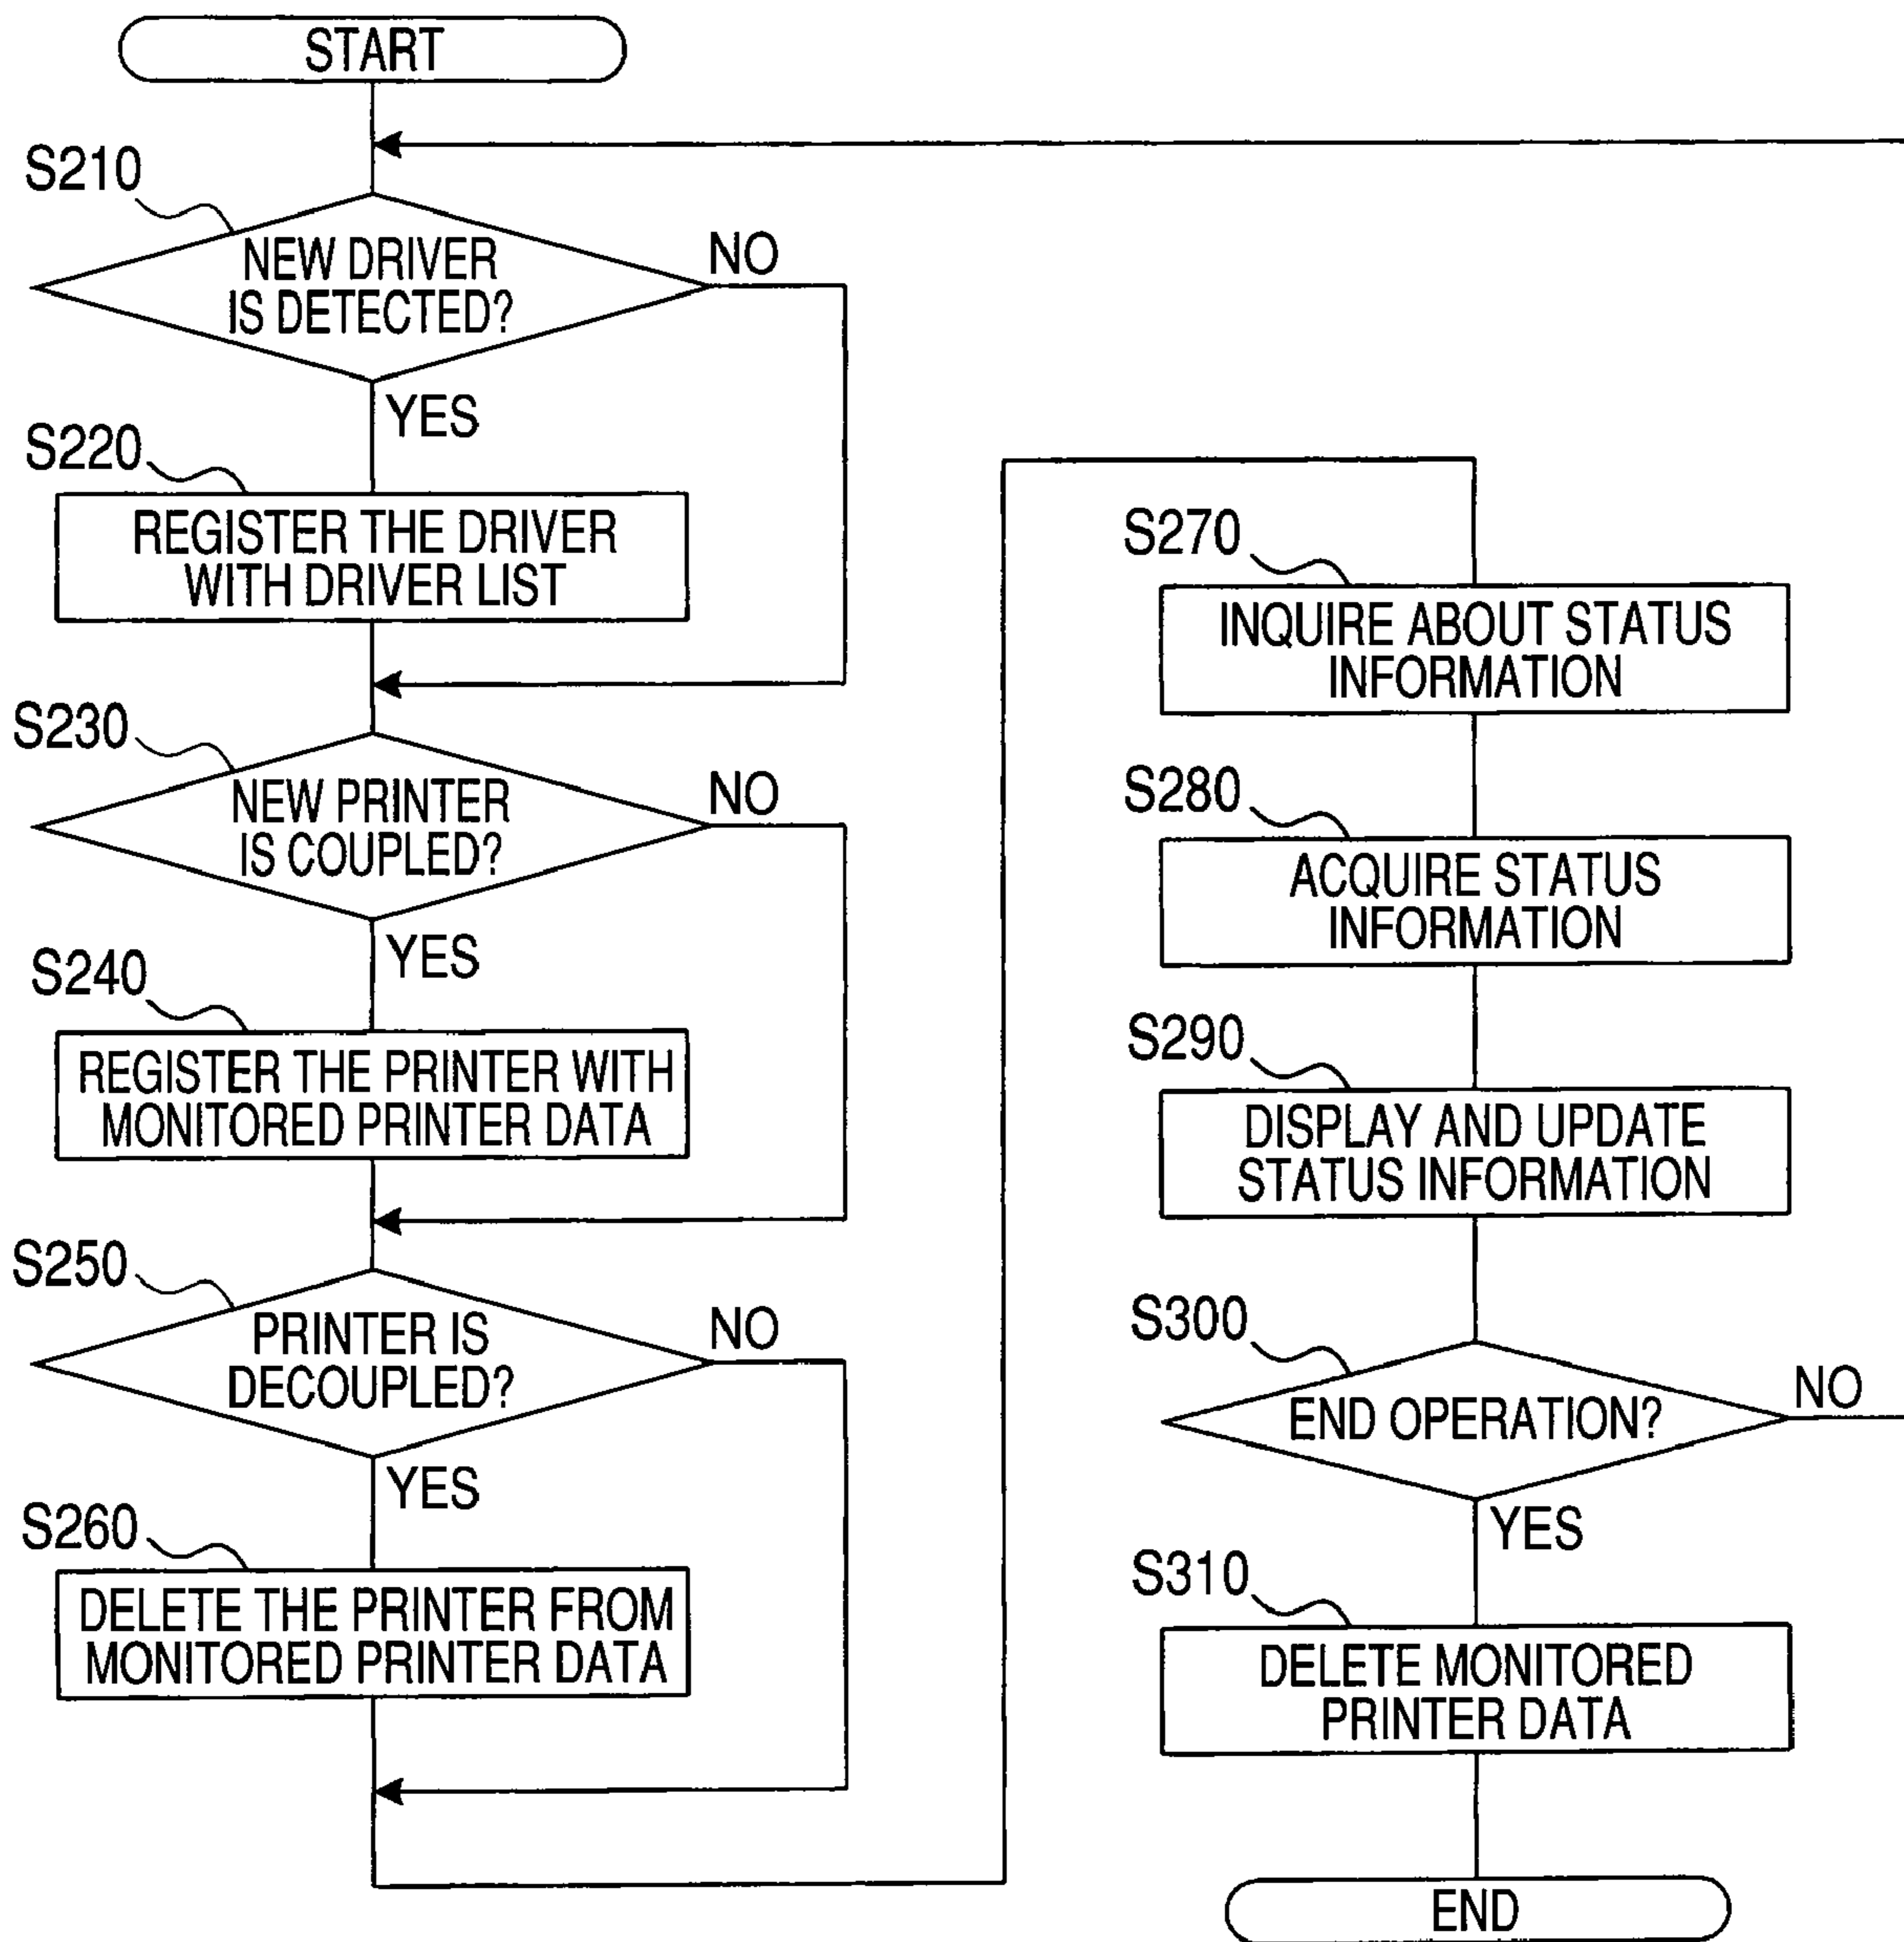 START
S210
NEW DRIVER
IS DETECTED?
NO
YES
S220
REGISTER THE DRIVER
WITH DRIVER LIST
S230
NEW PRINTER
IS COUPLED?
NO
YES
S240
REGISTER THE PRINTER WITH
MONITORED PRINTER DATA
S250
PRINTER IS
DECOUPLED?
NO
YES
S260
DELETE THE PRINTER FROM
MONITORED PRINTER DATA
S270
INQUIRE ABOUT STATUS
INFORMATION
S280
ACQUIRE STATUS
INFORMATION
S290
DISPLAY AND UPDATE
STATUS INFORMATION
S300
END OPERATION?
NO
YES
S310
DELETE MONITORED
PRINTER DATA
END